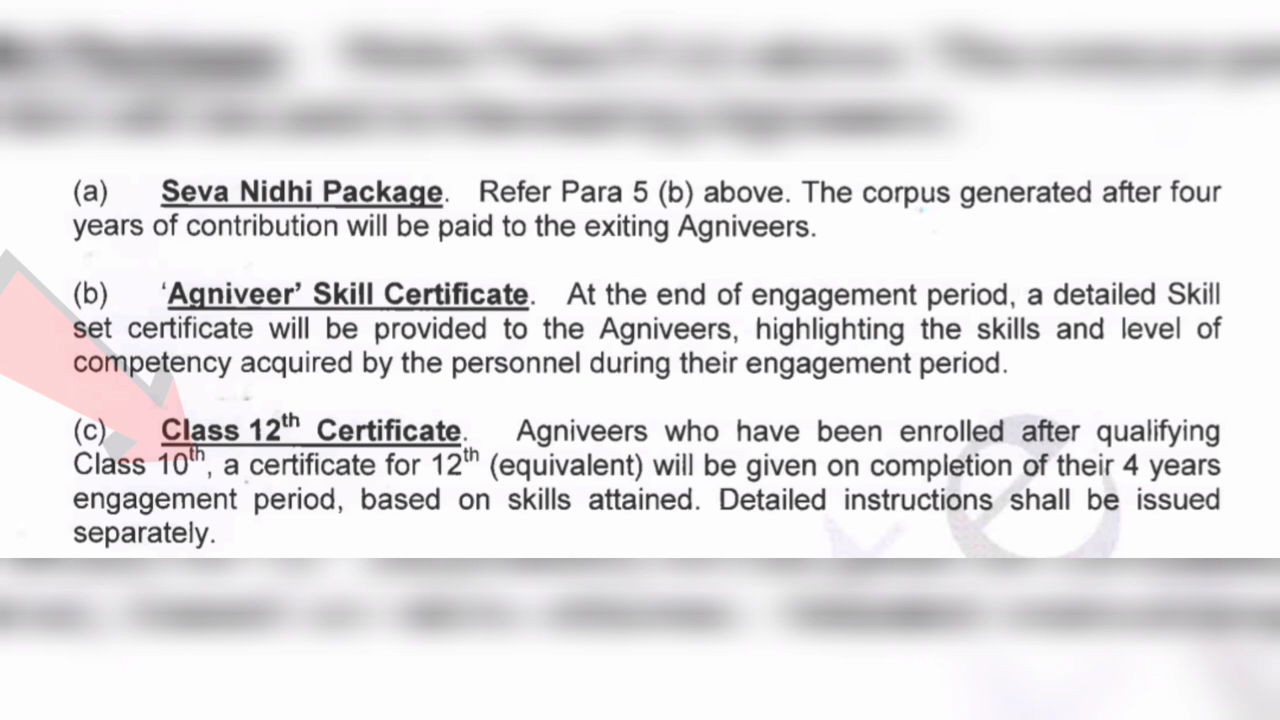 (a) Seva Nidhi Package. Refer Para 5 (b) above. The corpus generated after four
years of contribution will be paid to the exiting Agniveers.
(b) ‘Agniveer’ Skill Certificate. At the end of engagement period, a detailed Skill
set certificate will be provided to the Agniveers, highlighting the skills and level of
competency acquired by the personnel during their engagement period.
(c) Class 12th Certificate. Agniveers who have been enrolled after qualifying
Class 10th, a certificate for 12th (equivalent) will be given on completion of their 4 years
engagement period, based on skills attained. Detailed instructions shall be issued
separately.